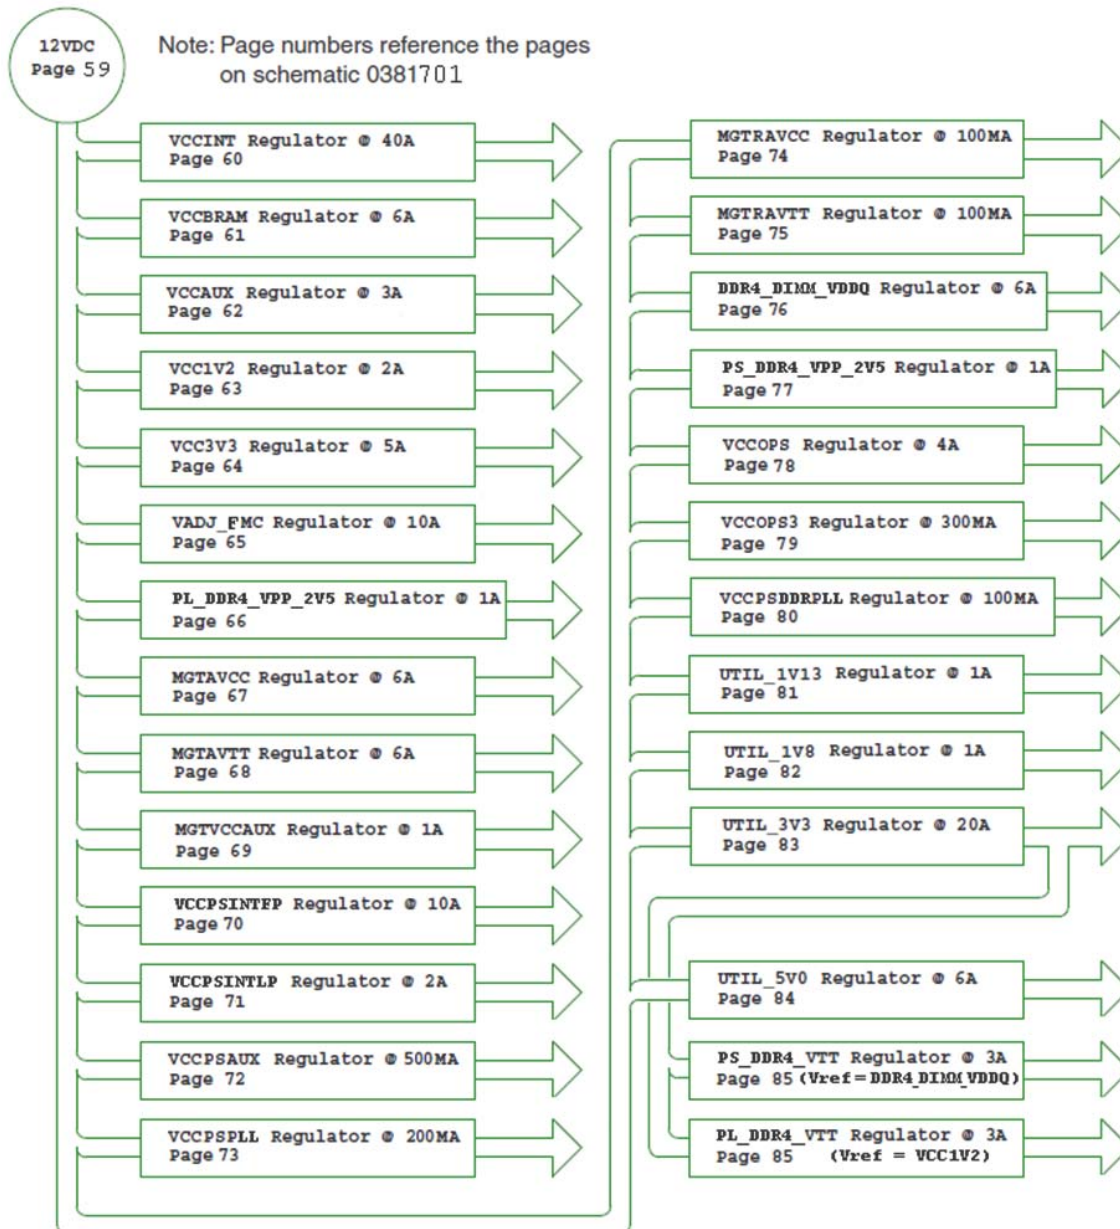 12VDC
Page 59
Note: Page numbers reference the pages
on schematic 0381701
VCCINT Regulator @ 40A
Page 60
VCCBRAM Regulator @ 6A
Page 61
VCCAUX Regulator @ 3A
Page 62
VCC1V2 Regulator @ 2A
Page 63
VCC3V3 Regulator @ 5A
Page 64
VADJ_FMC Regulator @ 10A
Page 65
PL_DDR4_VPP_2V5 Regulator @ 1A
Page 66
MGTAVCC Regulator @ 6A
Page 67
MGTAVTT Regulator @ 6A
Page 68
MGTVCCAUX Regulator @ 1A
Page 69
VCCPSINTFP Regulator @ 10A
Page 70
VCCPSINTLP Regulator @ 2A
Page 71
VCCPSAUX Regulator @ 500MA
Page 72
VCCPSPLL Regulator @ 200MA
Page 73
MGTRAVCC Regulator @ 100MA
Page 74
MGTRAVTT Regulator @ 100MA
Page 75
DDR4_DIMM_VDDQ Regulator @ 6A
Page 76
PS_DDR4_VPP_2V5 Regulator @ 1A
Page 77
VCCOPS Regulator @ 4A
Page 78
VCCOPS3 Regulator @ 300MA
Page 79
VCCPSDDRPLL Regulator @ 100MA
Page 80
UTIL_1V13 Regulator @ 1A
Page 81
UTIL_1V8 Regulator @ 1A
Page 82
UTIL_3V3 Regulator @ 20A
Page 83
UTIL_5V0 Regulator @ 6A
Page 84
PS_DDR4_VTT Regulator @ 3A
Page 85 (Vref=DDR4_DIMM_VDDQ)
PL_DDR4_VTT Regulator @ 3A
Page 85 (Vref = VCC1V2)